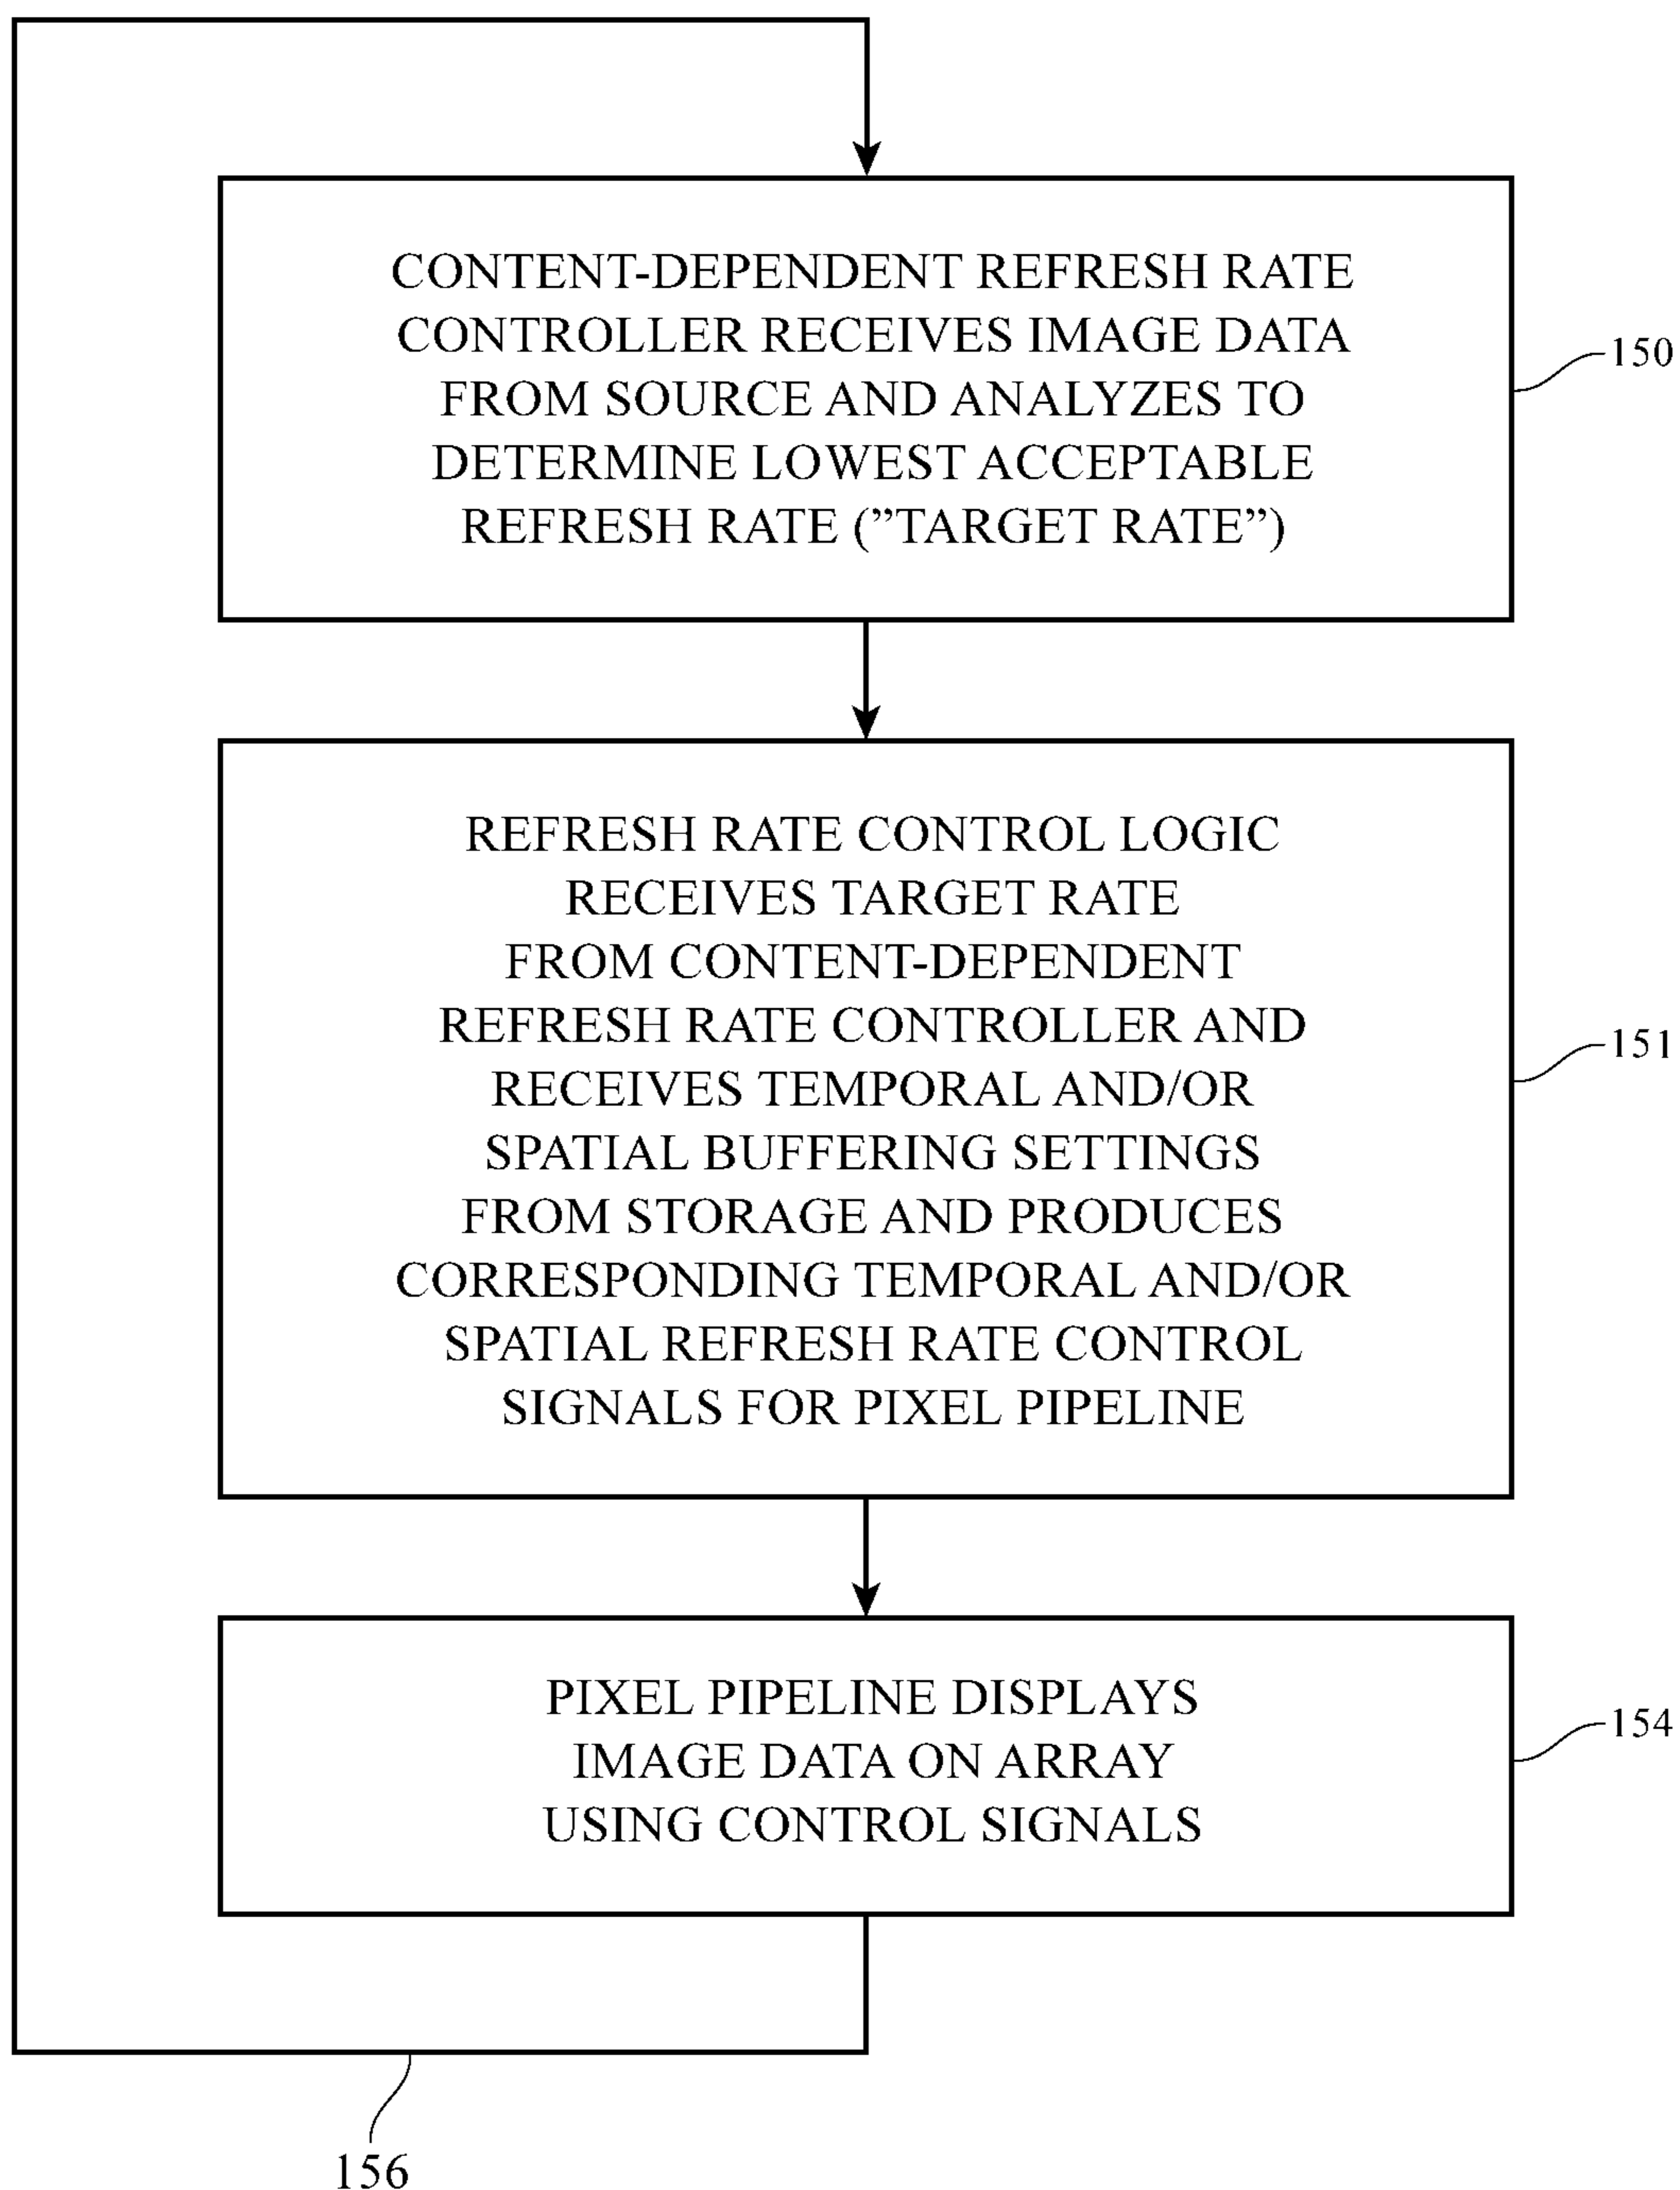 CONTENT-DEPENDENT REFRESH RATE
CONTROLLER RECEIVES IMAGE DATA
FROM SOURCE AND ANALYZES TO
DETERMINE LOWEST ACCEPTABLE
REFRESH RATE (”TARGET RATE”)
150
REFRESH RATE CONTROL LOGIC
RECEIVES TARGET RATE
FROM CONTENT-DEPENDENT
REFRESH RATE CONTROLLER AND
RECEIVES TEMPORAL AND/OR
SPATIAL BUFFERING SETTINGS
FROM STORAGE AND PRODUCES
CORRESPONDING TEMPORAL AND/OR
SPATIAL REFRESH RATE CONTROL
SIGNALS FOR PIXEL PIPELINE
151
PIXEL PIPELINE DISPLAYS
IMAGE DATA ON ARRAY
USING CONTROL SIGNALS
154
156